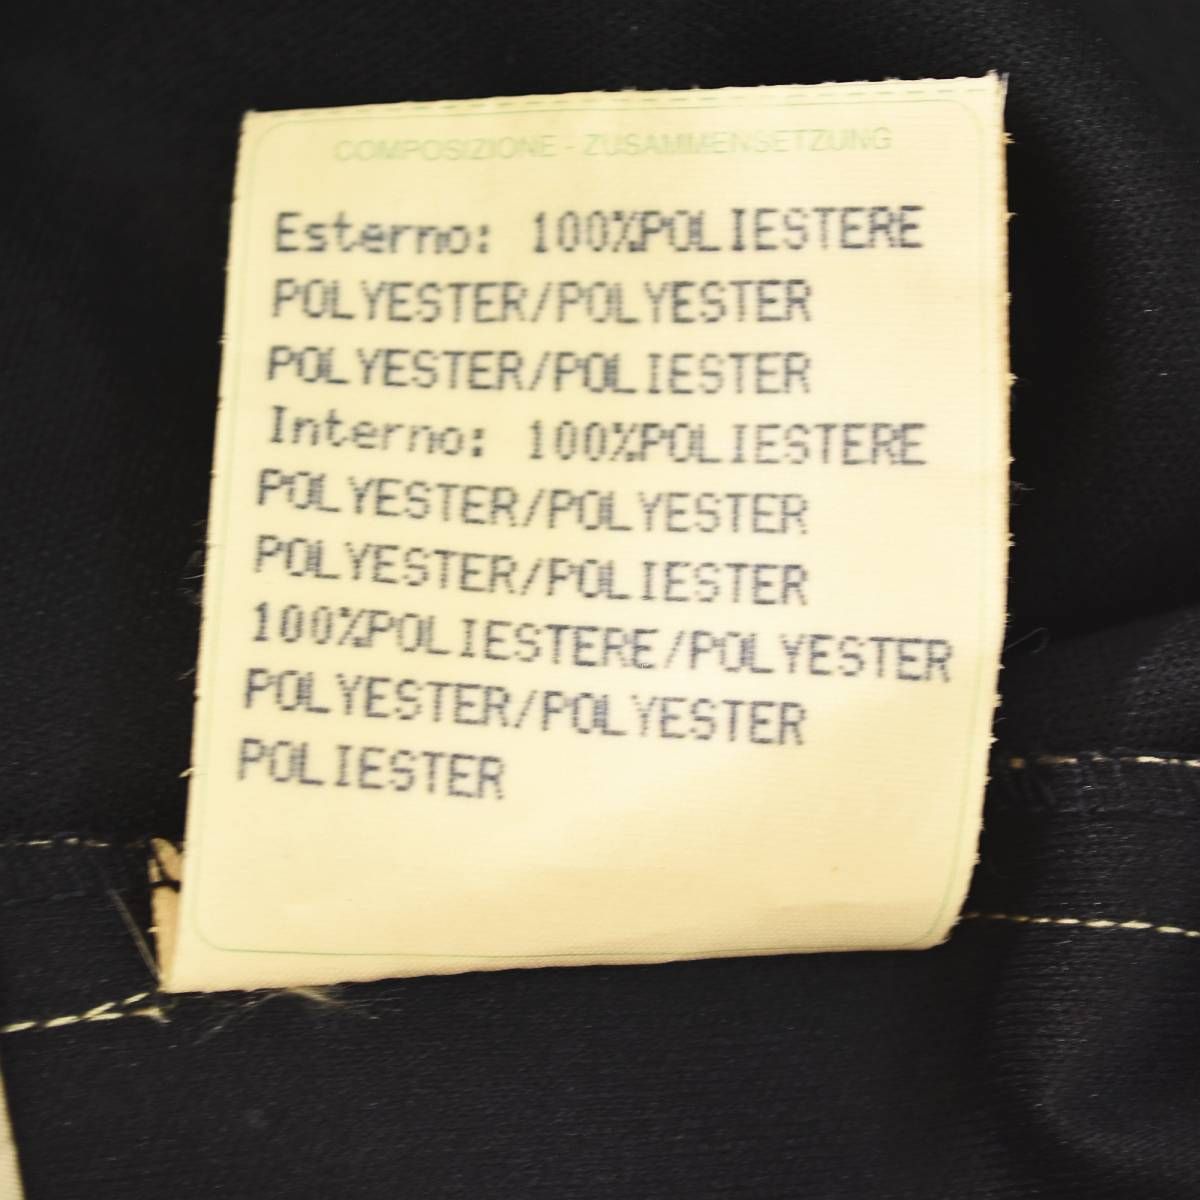 COMPOSIZIONE - ZUSAMMENSETZUNG
Esterno: 100%POLIESTERE
POLYESTER/POLYESTER
POLYESTER/POLIESTER
Interno: 100%POLIESTERE
POLYESTER/POLYESTER
POLYESTER/POLIESTER
100%POLIESTERE/POLYESTER
POLYESTER/POLYESTER
POLIESTER